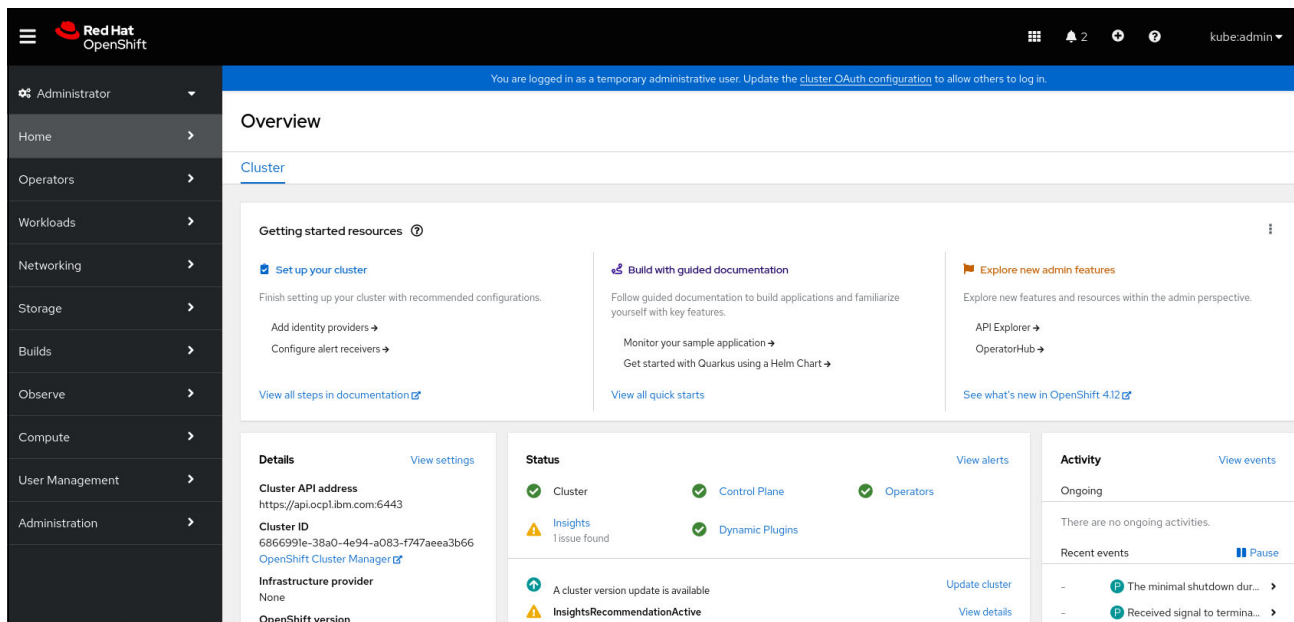 Red Hat
OpenShift
2
kube:admin
You are logged in as a temporary administrative user. Update the cluster OAuth configuration to allow others to log in.
Administrator
Home
Operators
Workloads
Networking
Storage
Builds
Observe
Compute
User Management
Administration
Overview
Cluster
Getting started resources
Set up your cluster
Finish setting up your cluster with recommended configurations.
Add identity providers
Configure alert receivers
View all steps in documentation
Build with guided documentation
Follow guided documentation to build applications and familiarize
yourself with key features.
Monitor your sample application
Get started with Quarkus using a Helm Chart
View all quick starts
Explore new admin features
Explore new features and resources within the admin perspective.
API Explorer
OperatorHub
See what's new in OpenShift 4.12
Details
View settings
Cluster API address
https://api.ocp1.ibm.com:6443
Cluster ID
6866991e-38a0-4e94-a083-f747aeea3b66
OpenShift Cluster Manager
Infrastructure provider
None
OpenShift version
Status
View alerts
Cluster
Control Plane
Operators
Insights
1 issue found
Dynamic Plugins
A cluster version update is available
Update cluster
InsightsRecommendationActive
View details
Activity
View events
Ongoing
There are no ongoing activities.
Recent events
Pause
- P The minimal shutdown dur...
- P Received signal to termina...